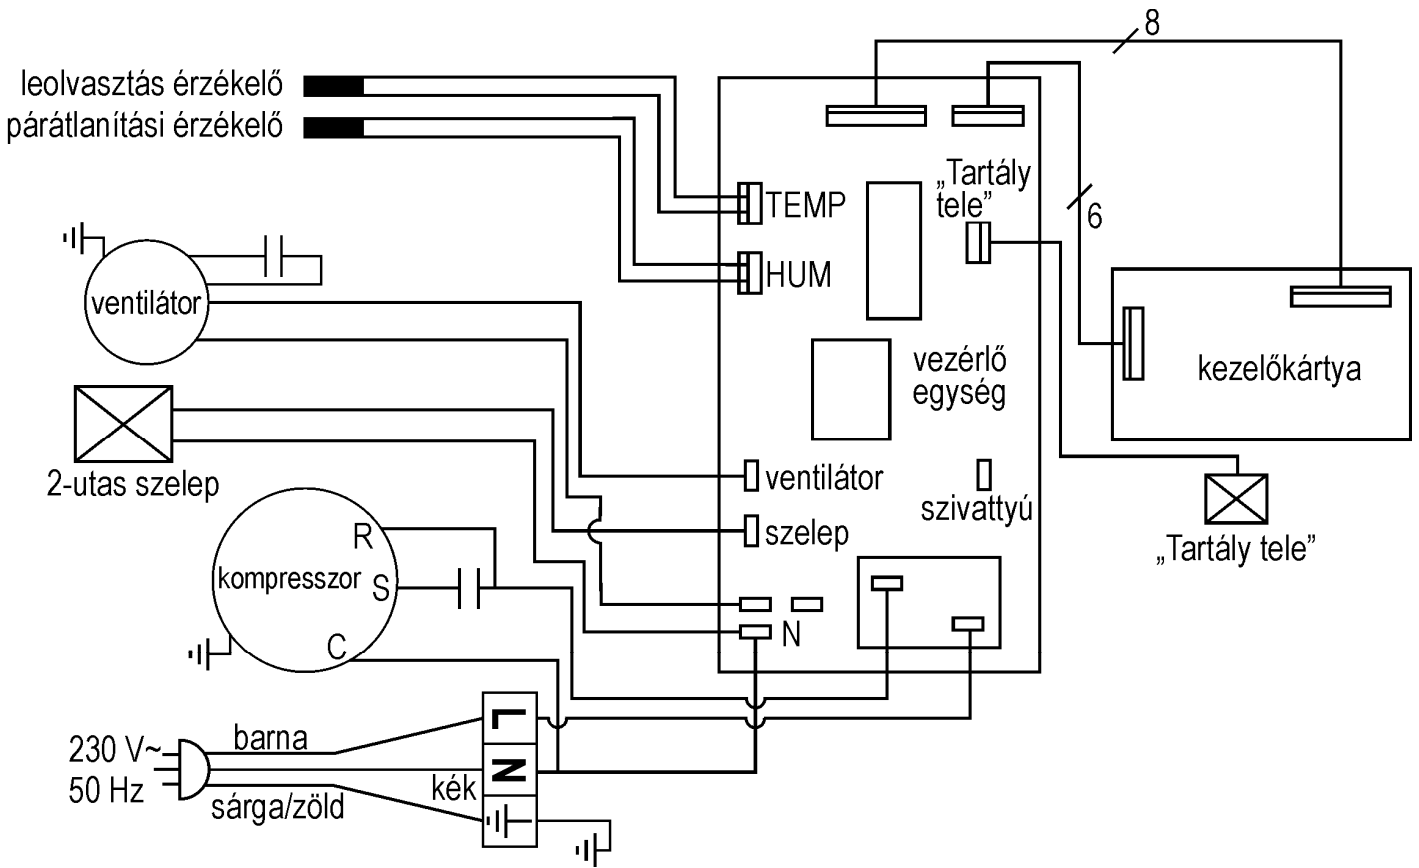 8
leolvasztás érzékelő
párátlanítási érzékelő
„Tartály
tele”
TEMP
6
HUM
ventilátor
vezérlő
egység
kezelőkártya
2-utas szelep
ventilátor
szivattyú
szelep
„Tartály tele”
R
kompresszor
S
C
N
L
barna
230 V~
N
kék
50 Hz
sárga/zöld